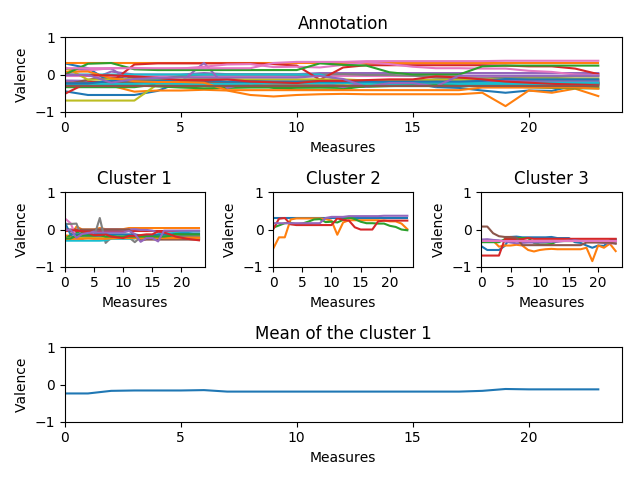 Annotation
Valence
1
0
-1
0 5 10 15 20
Measures
Cluster 1 Cluster 2 Cluster 3
Valence Valence Valence
1 1 1
0 0 0
-1 -1 -1
0 5 10 15 20 0 5 10 15 20 0 5 10 15 20
Measures Measures Measures
Mean of the cluster 1
Valence
1
0
-1
0 5 10 15 20
Measures